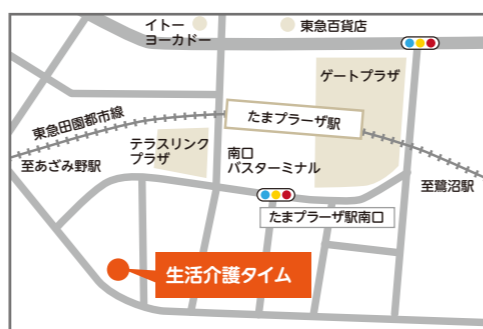 イトー
ヨーカドー
東急百貨店
ゲートプラザ
たまプラーザ駅
東急田園都市線
テラスリンク
プラザ
至あざみ野駅
南口
バスターミナル
至鷺沼駅
たまプラーザ駅南口
生活介護タイム